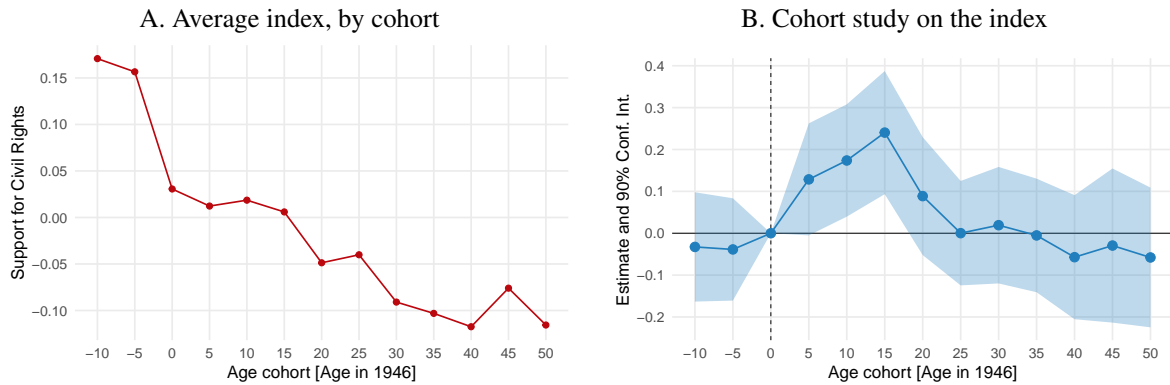 A. Average index, by cohort
Support for Civil Rights
0.15
0.10
0.05
0.00
−0.05
−0.10
−10 −5 0 5 10 15 20 25 30 35 40 45 50
Age cohort [Age in 1946]
B. Cohort study on the index
Estimate and 90% Conf. Int.
0.4
0.3
0.2
0.1
0.0
−0.1
−0.2
−10 −5 0 5 10 15 20 25 30 35 40 45 50
Age cohort [Age in 1946]